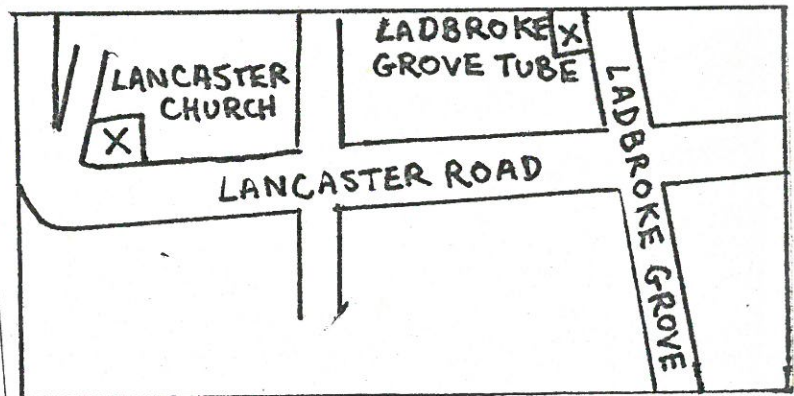 LADBROKE X
GROVE TUBE
LANCASTER
CHURCH
X
LANCASTER ROAD
LADBROKE GROVE